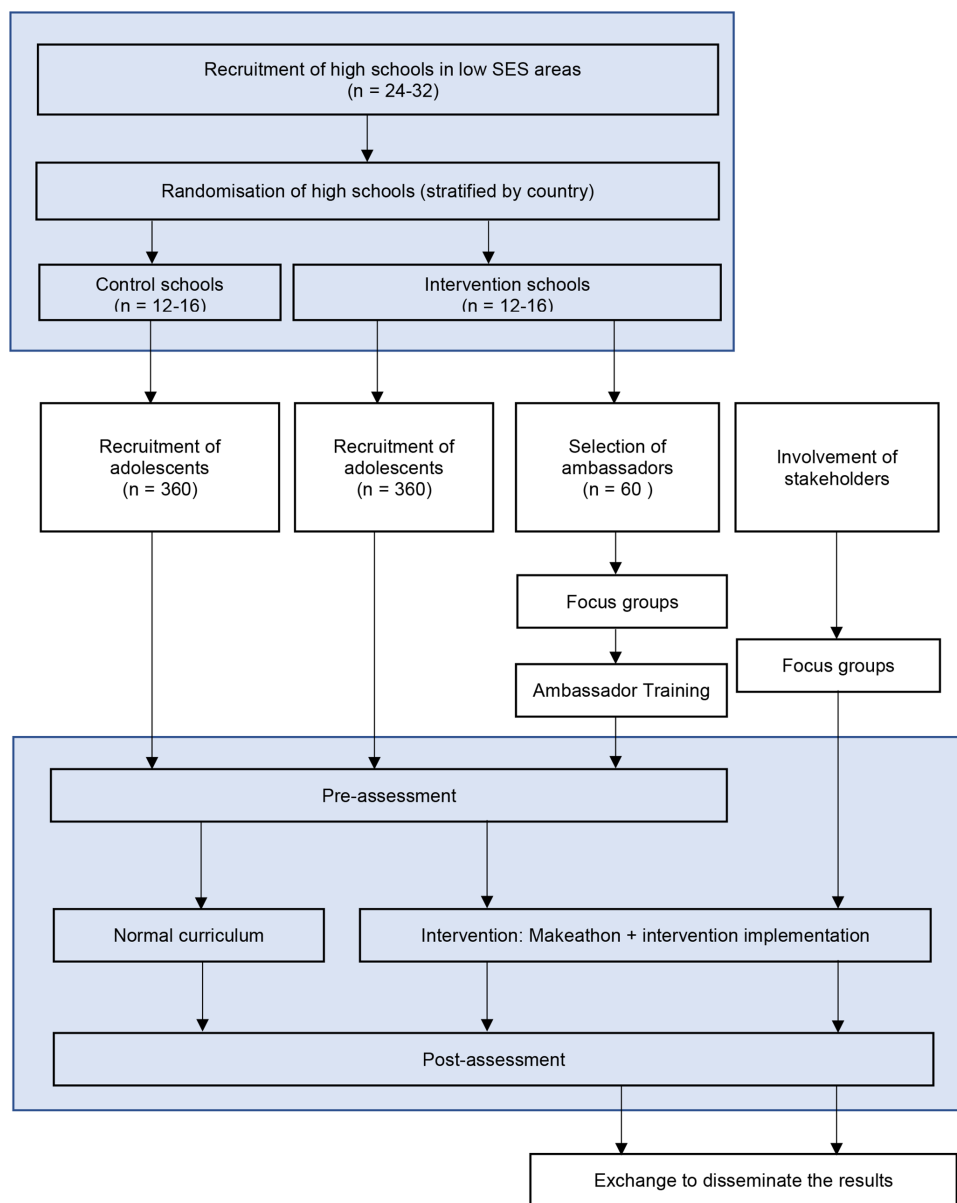 Recruitment of high schools in low SES areas
(n = 24-32)
Randomisation of high schools (stratified by country)
Control schools
(n = 12-16)
Intervention schools
(n = 12-16)
Recruitment of
adolescents
(n = 360)
Recruitment of
adolescents
(n = 360)
Selection of
ambassadors
(n = 60 )
Involvement of
stakeholders
Focus groups
Focus groups
Ambassador Training
Pre-assessment
Normal curriculum
Intervention: Makeathon + intervention implementation
Post-assessment
Exchange to disseminate the results